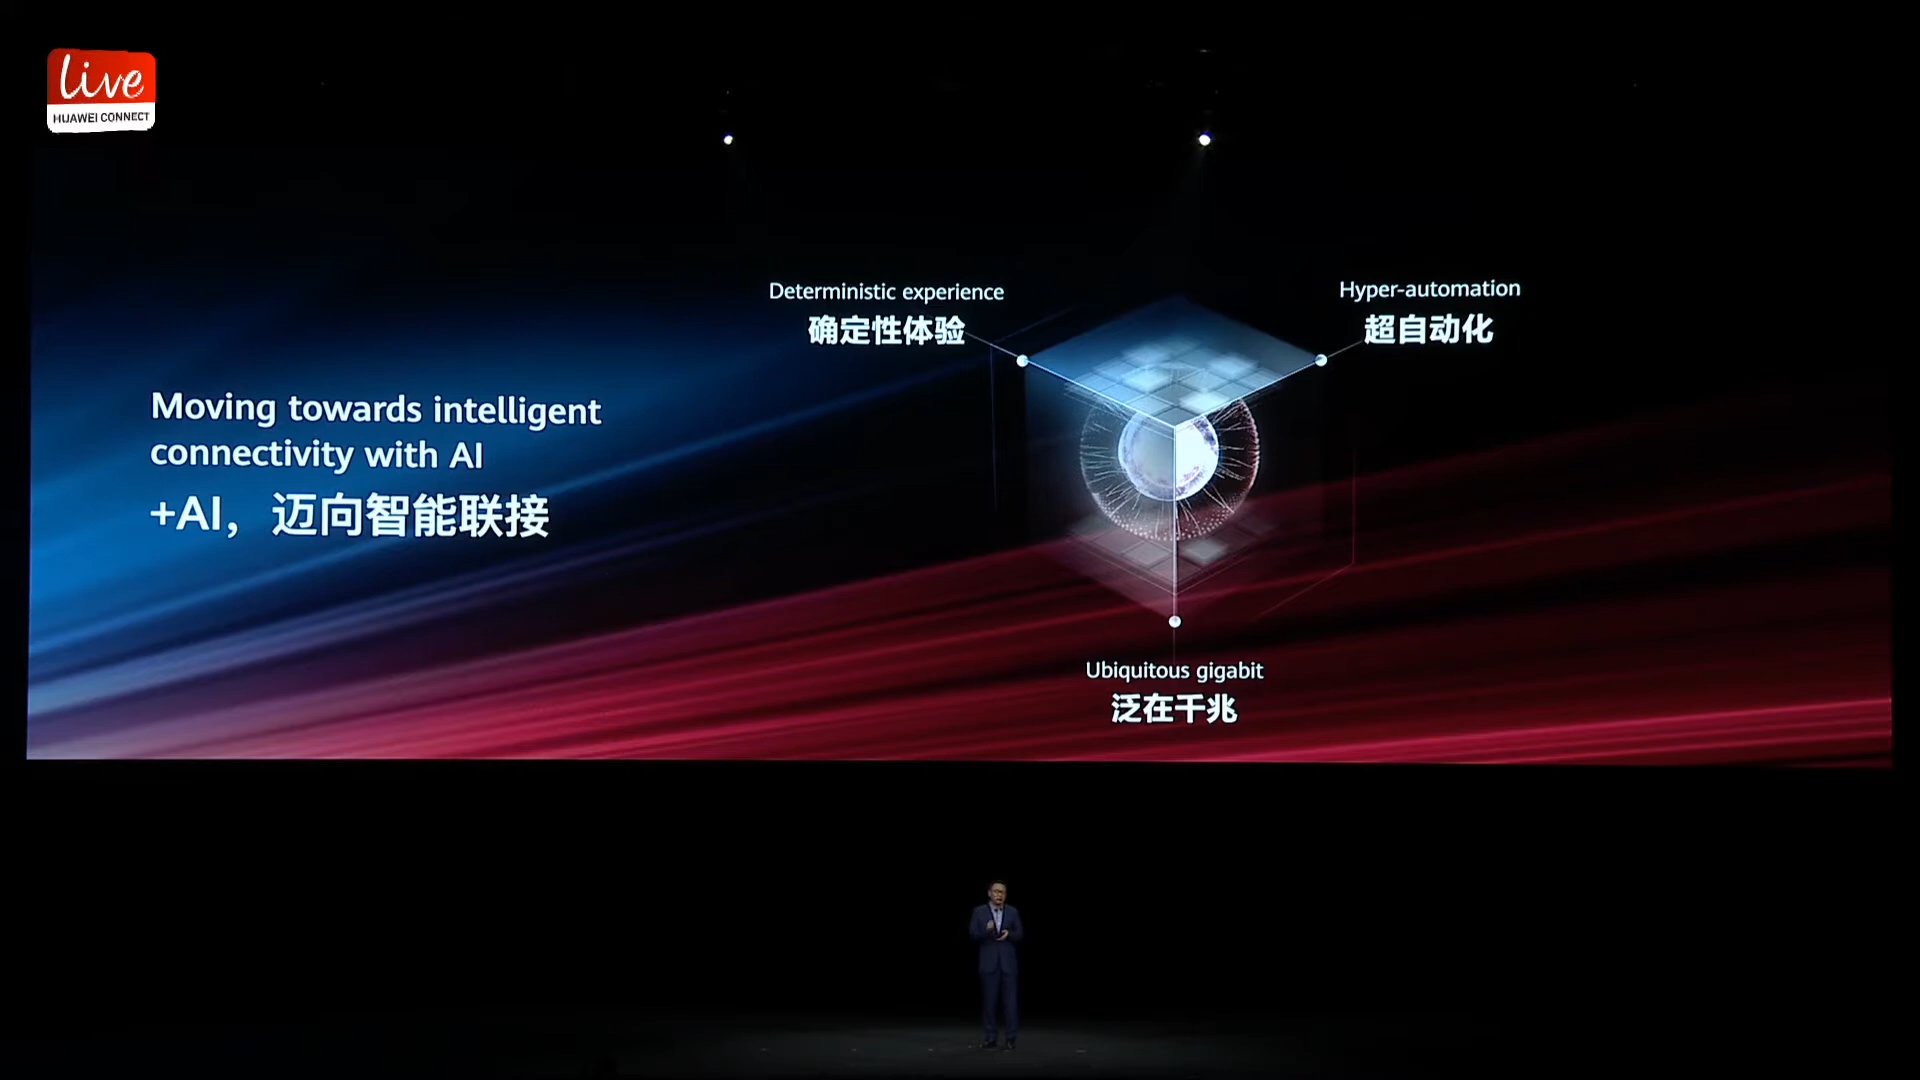 Live
HUAWEI CONNECT
Deterministic experience
确定性体验
Hyper-automation
超自动化
Moving towards intelligent
connectivity with AI
+AI，迈向智能联接
Ubiquitous gigabit
泛在千兆